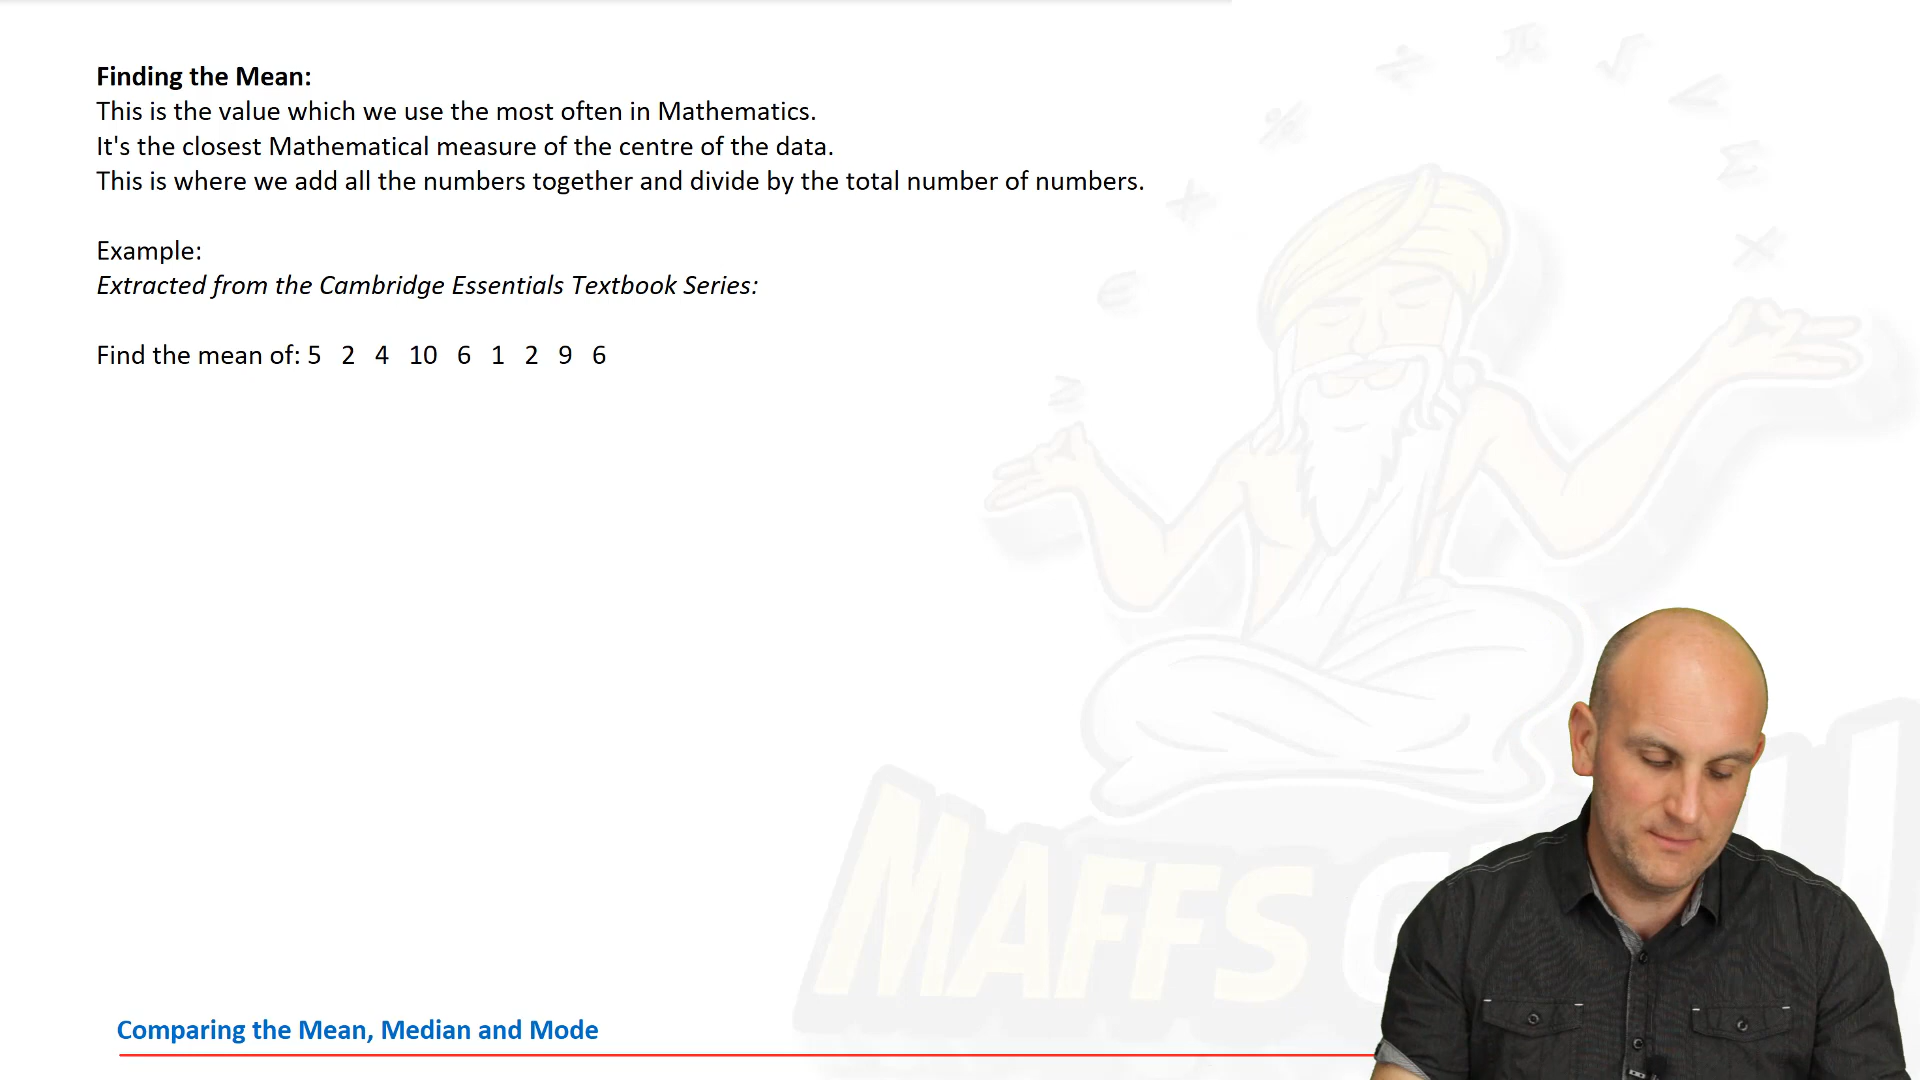 Finding the Mean:
This is the value which we use the most often in Mathematics.
It's the closest Mathematical measure of the centre of the data.
This is where we add all the numbers together and divide by the total number of numbers.
Example:
Extracted from the Cambridge Essentials Textbook Series:
Find the mean of: 5 2 4 10 6 1 2 9 6
MAFFS
Comparing the Mean, Median and Mode